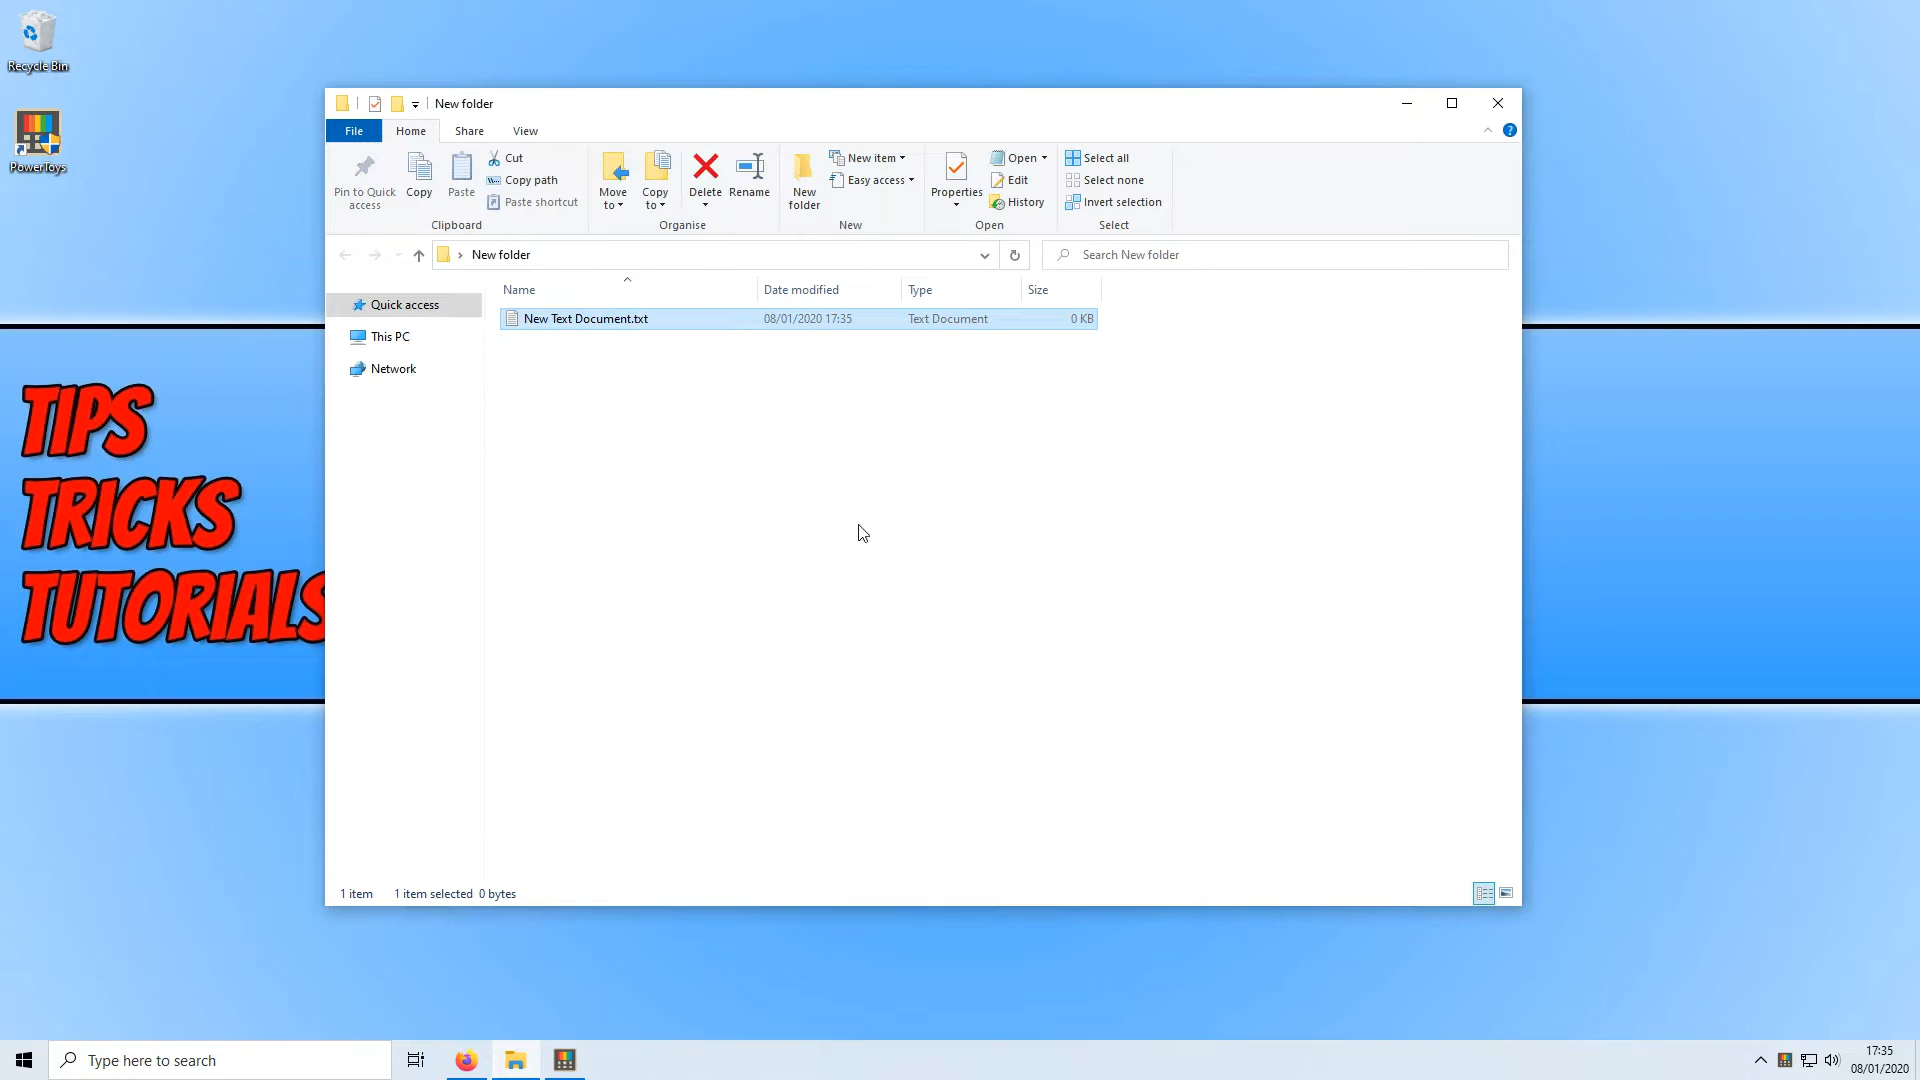 Recycle Bin
PowerToys
TIPS
TRICKS
TUTORIALS
New folder
File Home Share View
Pin to Quick access
Copy
Paste
Cut
Copy path
Paste shortcut
Clipboard
Move to
Copy to
Delete
Rename
Organise
New folder
New item
Easy access
New
Properties
Open
Edit
History
Open
Select all
Select none
Invert selection
Select
New folder
Search New folder
Quick access
This PC
Network
Name Date modified Type Size
New Text Document.txt 08/01/2020 17:35 Text Document 0 KB
1 item 1 item selected 0 bytes
Type here to search
17:35
08/01/2020